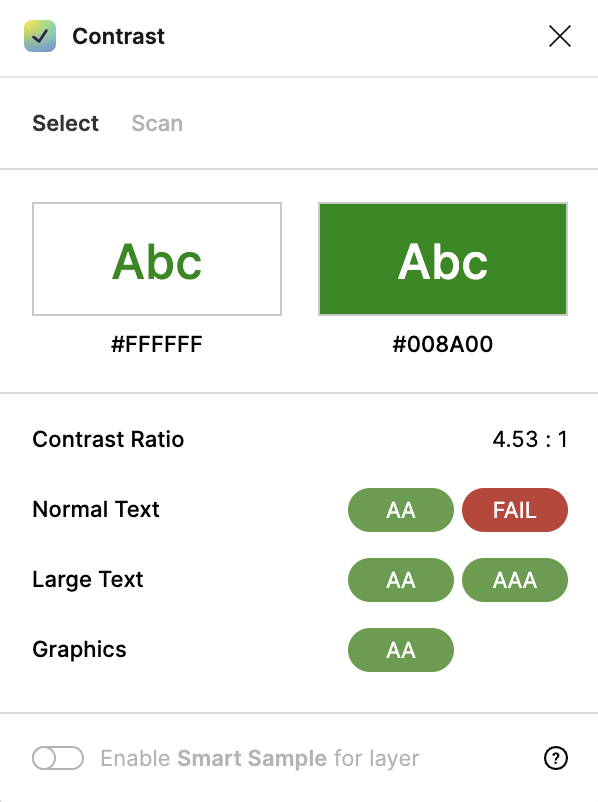 Contrast
Select Scan
Abc Abc
#FFFFFF #008A00
Contrast Ratio 4.53 : 1
Normal Text AA FAIL
Large Text AA AAA
Graphics AA
Enable Smart Sample for layer ?